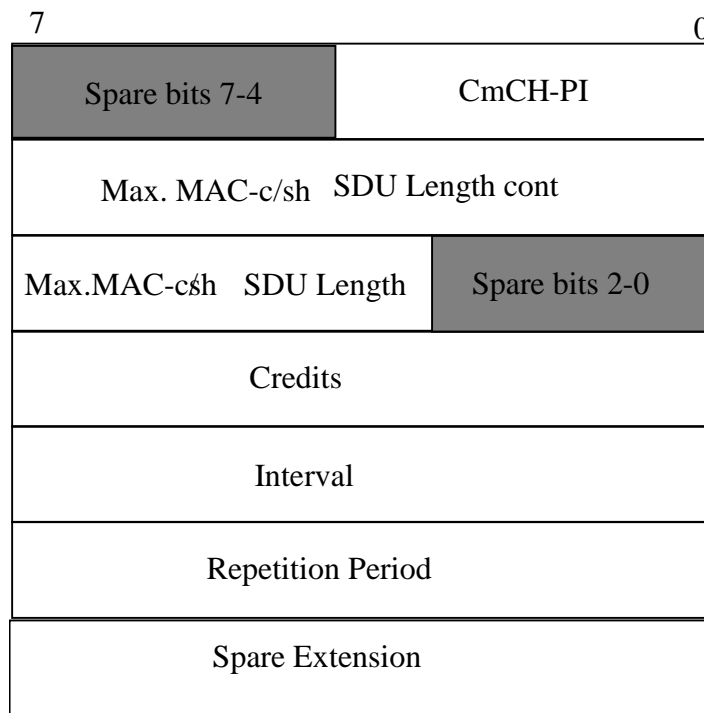 7 0
Spare bits 7-4 CmCH-PI
Max. MAC-c/sh SDU Length cont
Max.MAC-c/sh SDU Length Spare bits 2-0
Credits
Interval
Repetition Period
Spare Extension